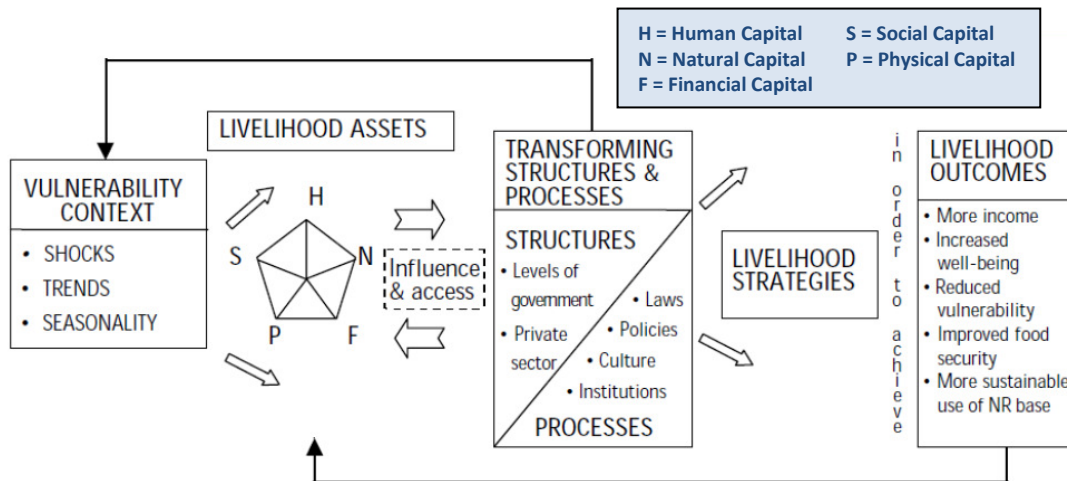 H = Human Capital S = Social Capital
N = Natural Capital P = Physical Capital
F = Financial Capital
LIVELIHOOD ASSETS
VULNERABILITY
CONTEXT
• SHOCKS
• TRENDS
• SEASONALITY
H
S
N
P
F
Influence
& access
TRANSFORMING
STRUCTURES &
PROCESSES
STRUCTURES
• Levels of
government
• Private
sector
• Laws
• Policies
• Culture
• Institutions
PROCESSES
LIVELIHOOD
STRATEGIES
in order to achieve
LIVELIHOOD
OUTCOMES
• More income
• Increased
well-being
• Reduced
vulnerability
• Improved food
security
• More sustainable
use of NR base